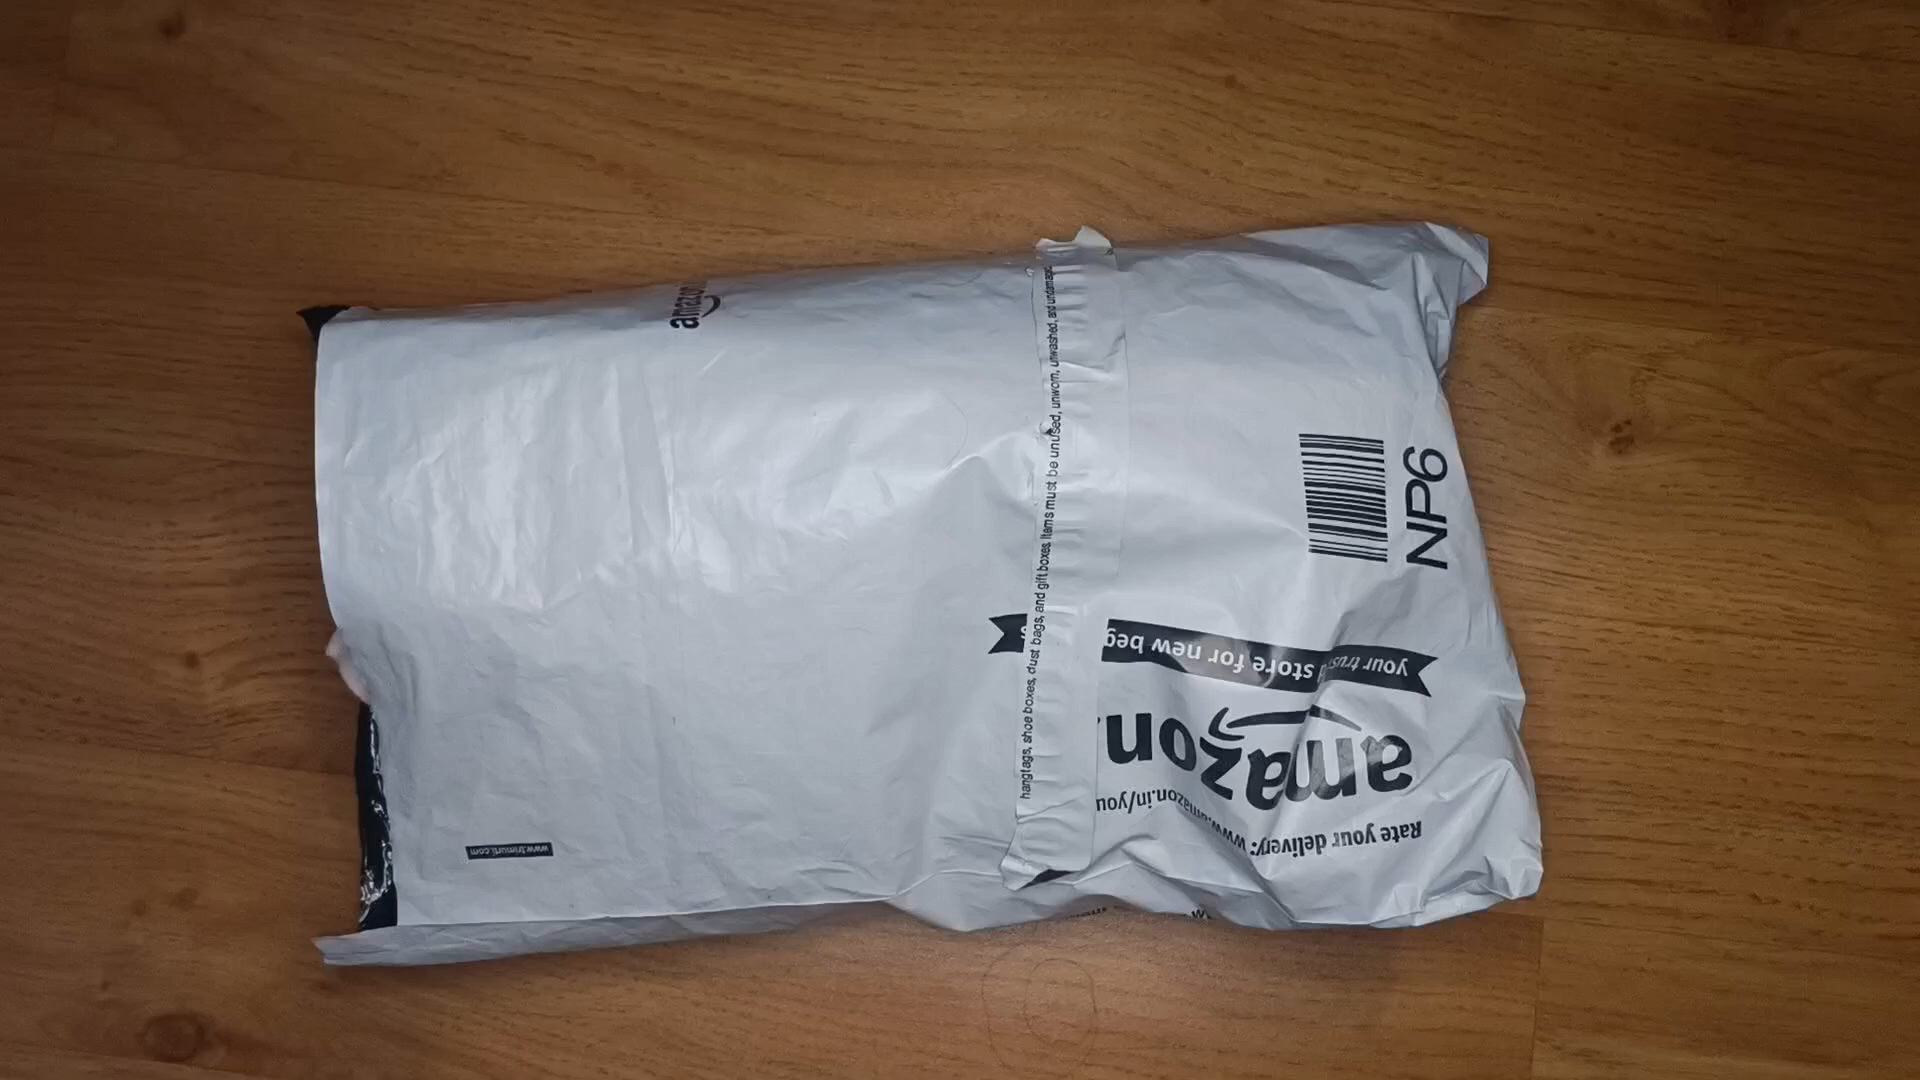 amazon
hangtags, shoe boxes, dust bags, and gift boxes. Items must be unused, unworn, unwashed, and undamaged
NP6
your trus store for new beg
amazon.
Rate your delivery: www.amazon.in/you
www.trimurti.com